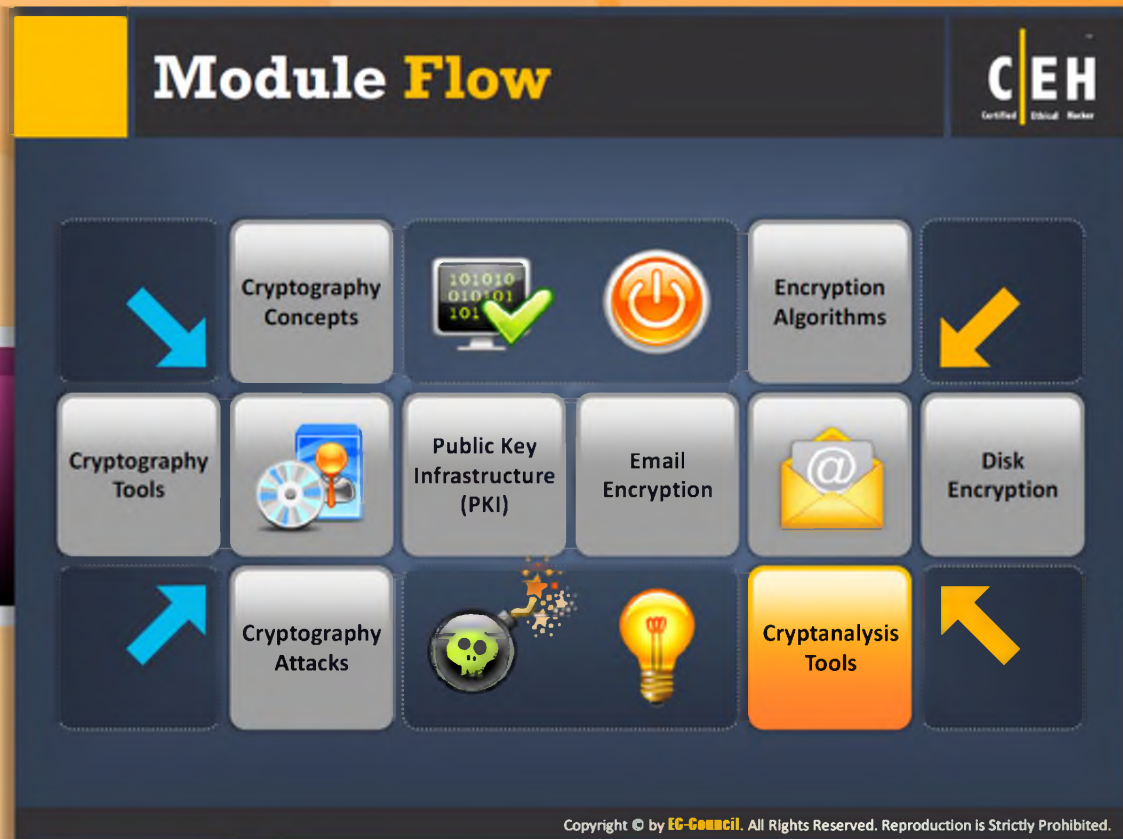 Module Flow
C|EH
Certified Ethical Hacker
Cryptography
Concepts
101010
010101
101
Encryption
Algorithms
Cryptography
Tools
Public Key
Infrastructure
(PKI)
Email
Encryption
@
Disk
Encryption
Cryptography
Attacks
Cryptanalysis
Tools
Copyright © by EC-Council. All Rights Reserved. Reproduction is Strictly Prohibited.